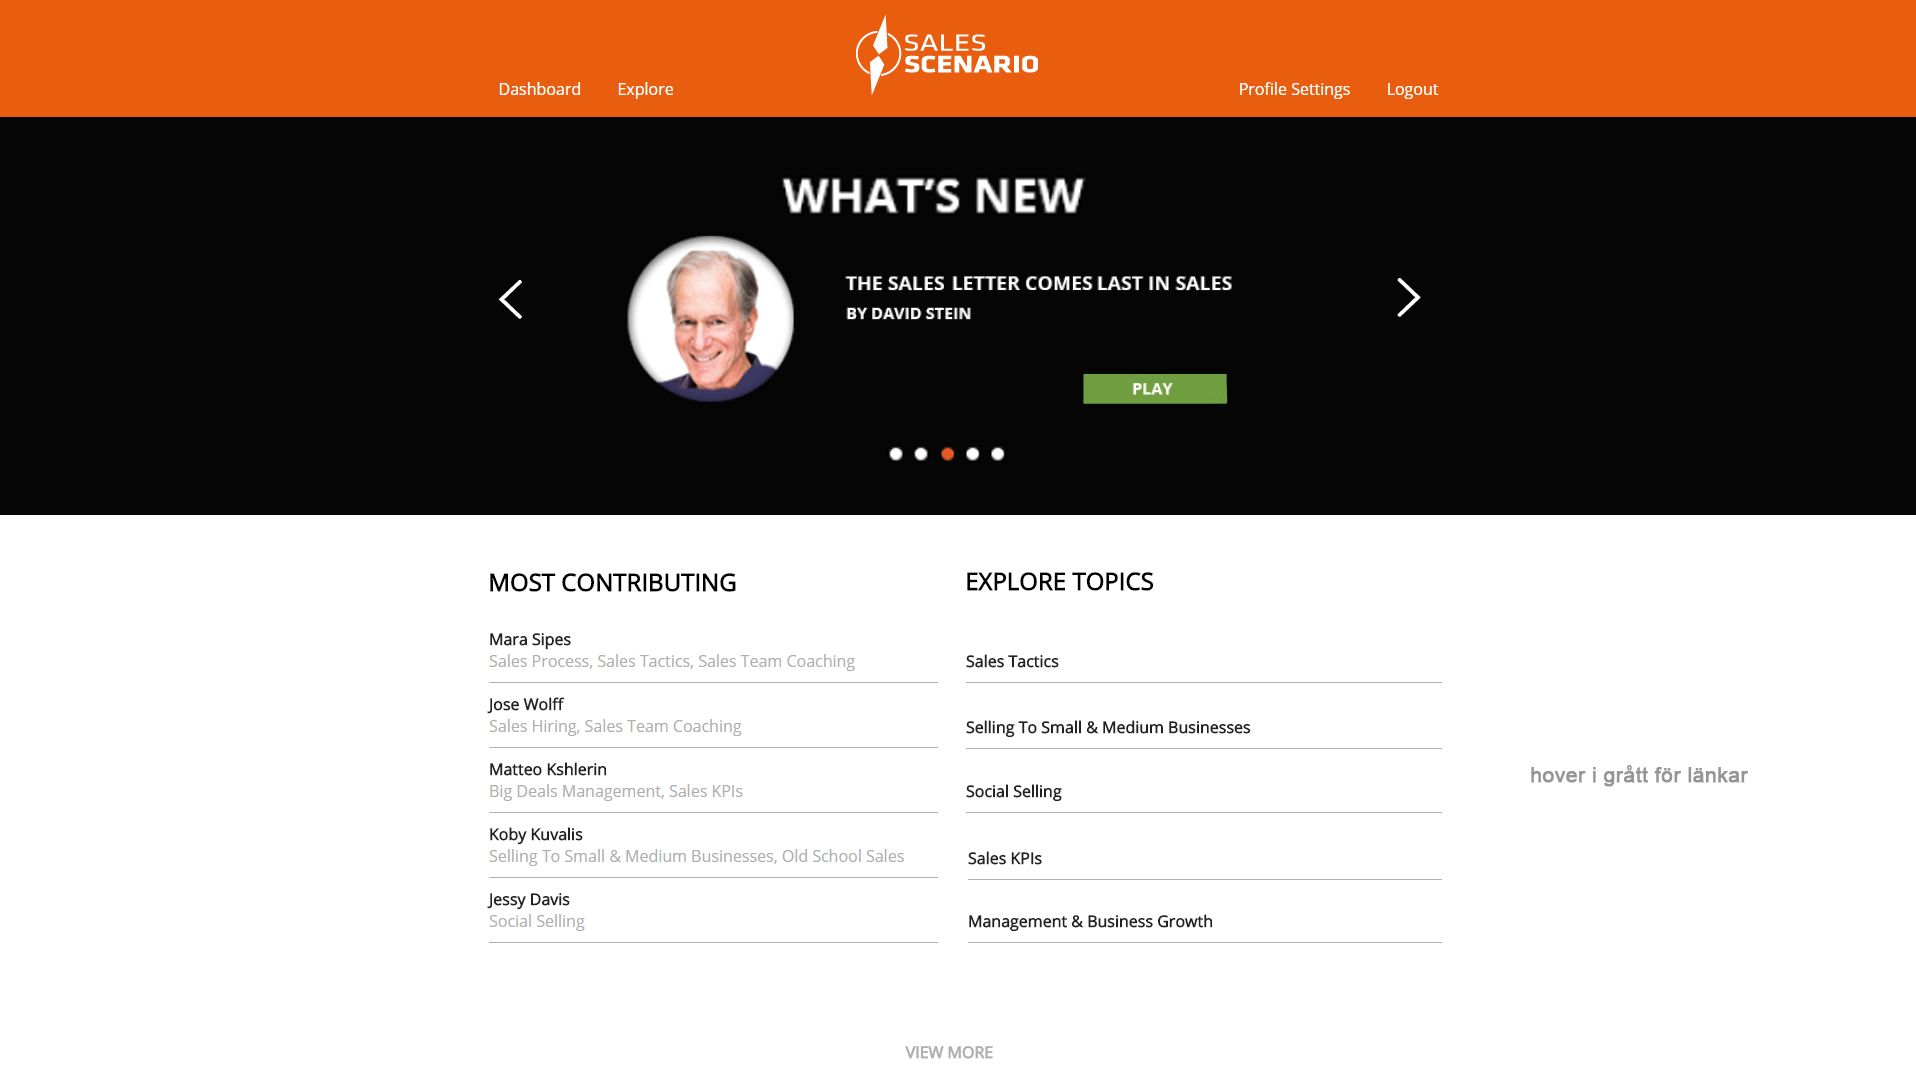 SALES
SCENARIO
Dashboard
Explore
Profile Settings
Logout
WHAT'S NEW
THE SALES LETTER COMES LAST IN SALES
BY DAVID STEIN
PLAY
MOST CONTRIBUTING
Mara Sipes
Sales Process, Sales Tactics, Sales Team Coaching
Jose Wolff
Sales Hiring, Sales Team Coaching
Matteo Kshlerin
Big Deals Management, Sales KPIs
Koby Kuvalis
Selling To Small & Medium Businesses, Old School Sales
Jessy Davis
Social Selling
EXPLORE TOPICS
Sales Tactics
Selling To Small & Medium Businesses
Social Selling
Sales KPIs
Management & Business Growth
hover i grått för länkar
VIEW MORE